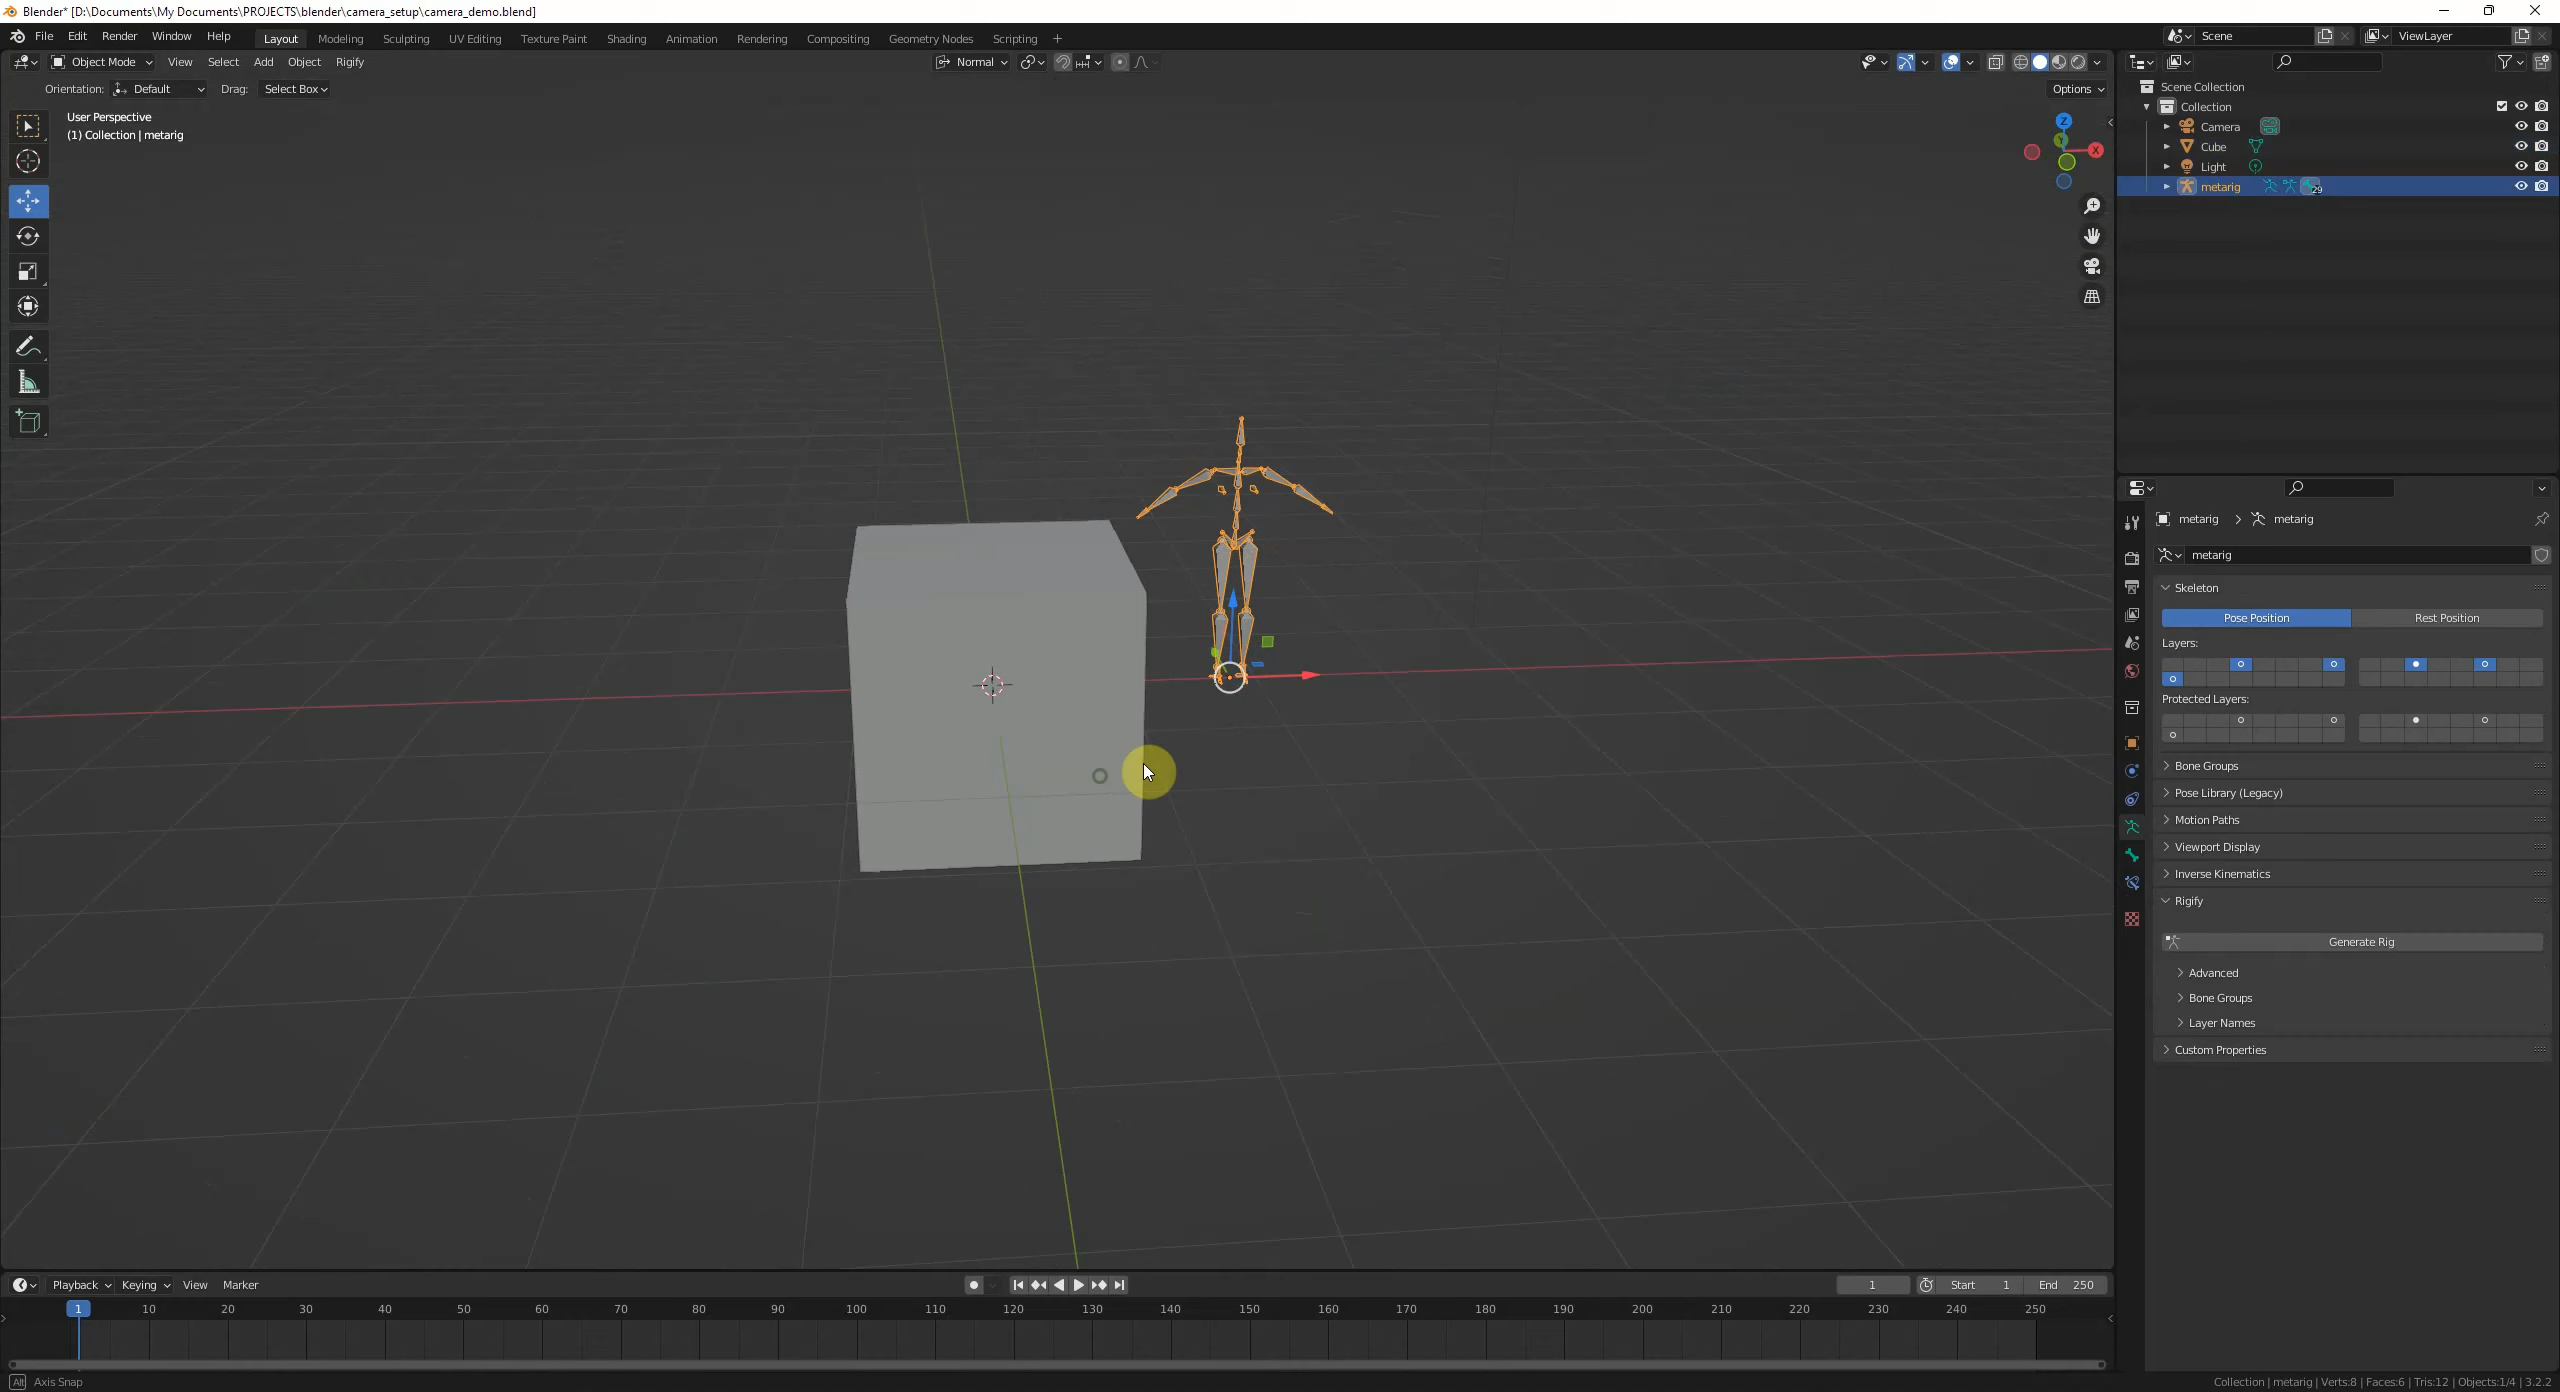 Blender* [D:\Documents\My Documents\PROJECTS\blender\camera_setup\camera_demo.blend]
File Edit Render Window Help Layout Modeling Sculpting UV Editing Texture Paint Shading Animation Rendering Compositing Geometry Nodes Scripting + Scene ViewLayer
Object Mode View Select Add Object Rigify Normal
Orientation: Default Drag: Select Box Options
User Perspective
(1) Collection | metarig
Z
Y
X
Scene Collection
Collection
Camera
Cube
Light
metarig 29
metarig > metarig
metarig
Skeleton
Pose Position Rest Position
Layers:
Protected Layers:
Bone Groups
Pose Library (Legacy)
Motion Paths
Viewport Display
Inverse Kinematics
Rigify
Generate Rig
Advanced
Bone Groups
Layer Names
Custom Properties
Playback Keying View Marker 1 Start 1 End 250
1 10 20 30 40 50 60 70 80 90 100 110 120 130 140 150 160 170 180 190 200 210 220 230 240 250
Alt Axis Snap
Collection | metarig | Verts:8 | Faces:6 | Tris:12 | Objects:1/4 | 3.2.2